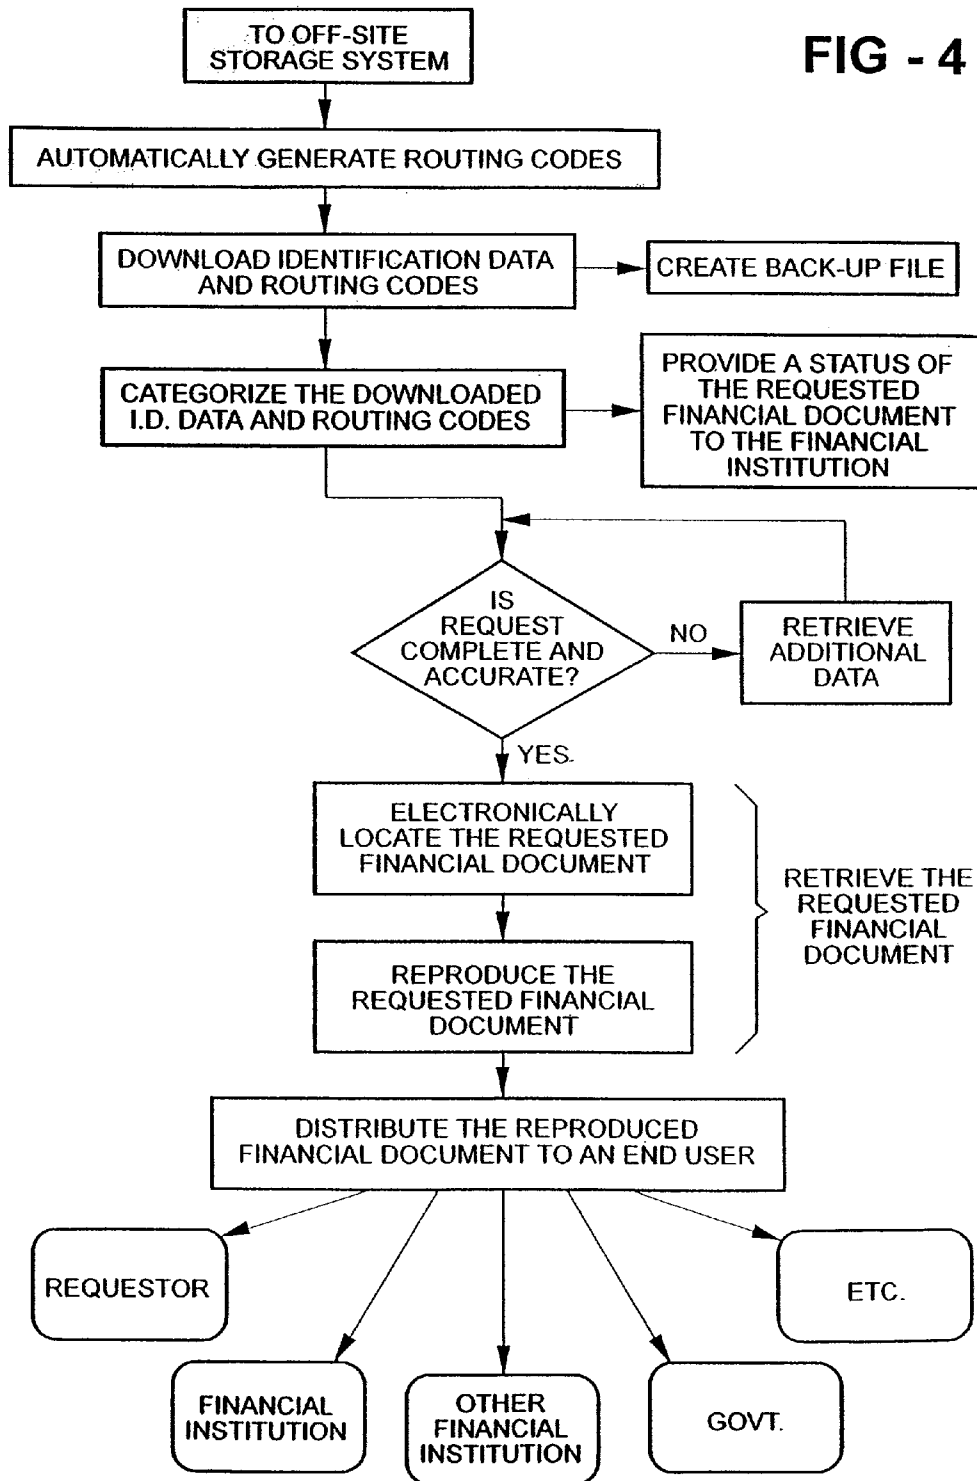 TO OFF-SITE
STORAGE SYSTEM
FIG - 4
AUTOMATICALLY GENERATE ROUTING CODES
DOWNLOAD IDENTIFICATION DATA
AND ROUTING CODES
CREATE BACK-UP FILE
CATEGORIZE THE DOWNLOADED
I.D. DATA AND ROUTING CODES
PROVIDE A STATUS OF
THE REQUESTED
FINANCIAL DOCUMENT
TO THE FINANCIAL
INSTITUTION
IS
REQUEST
COMPLETE AND
ACCURATE?
NO
RETRIEVE
ADDITIONAL
DATA
YES.
ELECTRONICALLY
LOCATE THE REQUESTED
FINANCIAL DOCUMENT
REPRODUCE THE
REQUESTED FINANCIAL
DOCUMENT
RETRIEVE THE
REQUESTED
FINANCIAL
DOCUMENT
DISTRIBUTE THE REPRODUCED
FINANCIAL DOCUMENT TO AN END USER
REQUESTOR
FINANCIAL
INSTITUTION
OTHER
FINANCIAL
INSTITUTION
GOVT.
ETC.